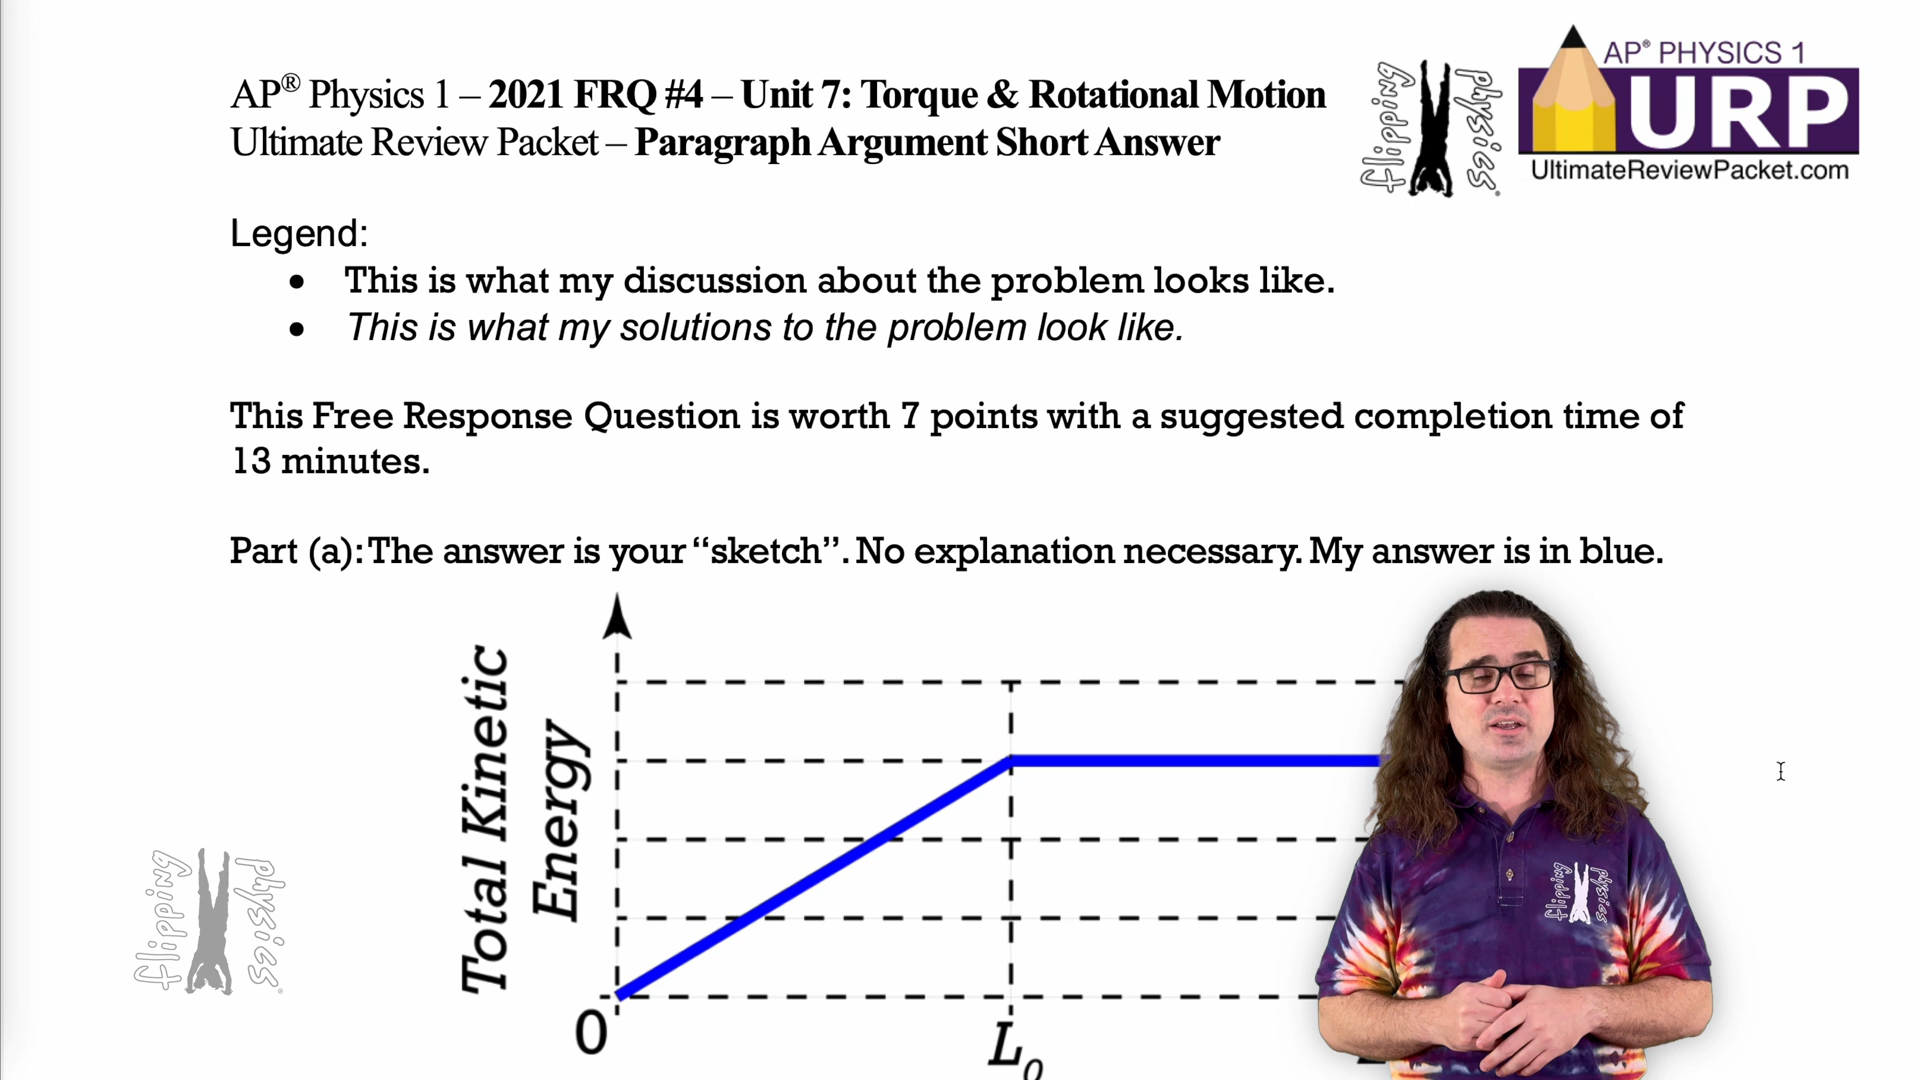 AP® Physics 1 – 2021 FRQ #4 – Unit 7: Torque & Rotational Motion
Ultimate Review Packet – Paragraph Argument Short Answer
flipping physics®
AP® PHYSICS 1
URP
UltimateReviewPacket.com
Legend:
• This is what my discussion about the problem looks like.
• This is what my solutions to the problem look like.
This Free Response Question is worth 7 points with a suggested completion time of
13 minutes.
Part (a): The answer is your “sketch”. No explanation necessary. My answer is in blue.
Total Kinetic
Energy
0
L₀
flipping physics®
flipping physics